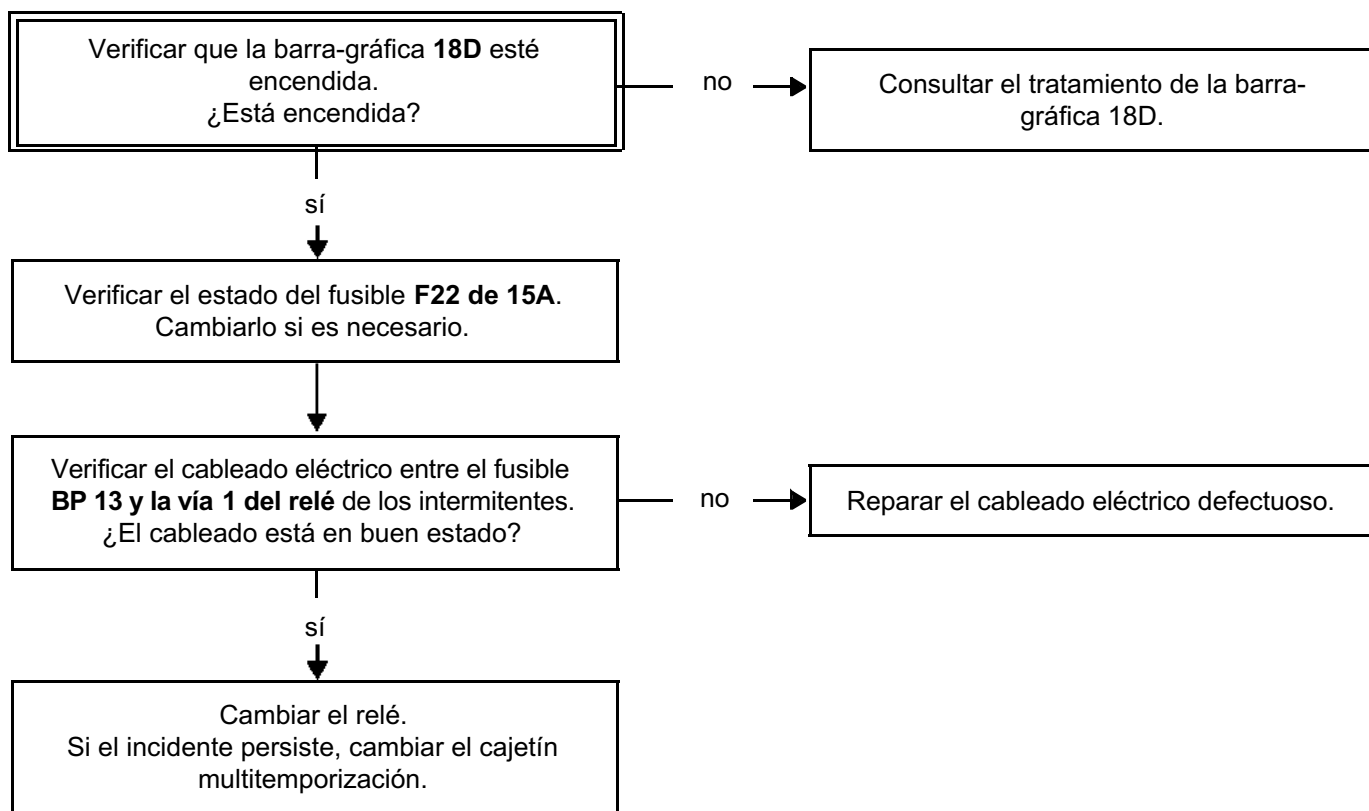 Verificar que la barra-gráfica 18D esté
encendida.
¿Está encendida?
no
Consultar el tratamiento de la barra-
gráfica 18D.
sí
Verificar el estado del fusible F22 de 15A.
Cambiarlo si es necesario.
Verificar el cableado eléctrico entre el fusible
BP 13 y la vía 1 del relé de los intermitentes.
¿El cableado está en buen estado?
no
Reparar el cableado eléctrico defectuoso.
sí
Cambiar el relé.
Si el incidente persiste, cambiar el cajetín
multitemporización.